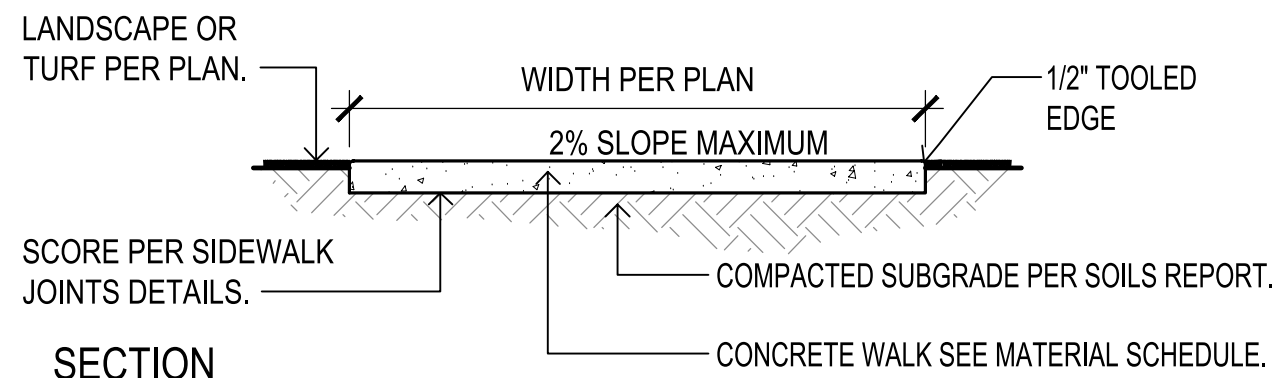 LANDSCAPE OR
TURF PER PLAN.
WIDTH PER PLAN
1/2" TOOLED
EDGE
2% SLOPE MAXIMUM
SCORE PER SIDEWALK
JOINTS DETAILS.
COMPACTED SUBGRADE PER SOILS REPORT.
CONCRETE WALK SEE MATERIAL SCHEDULE.
SECTION